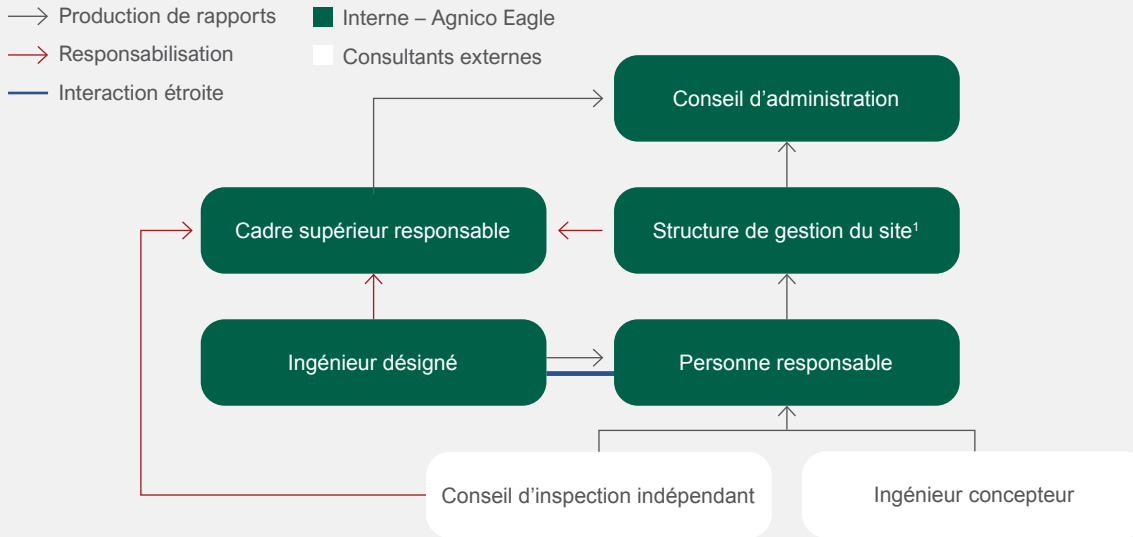 Production de rapports
Responsabilisation
Interaction étroite
Interne – Agnico Eagle
Consultants externes
Conseil d’administration
Cadre supérieur responsable
Structure de gestion du site¹
Ingénieur désigné
Personne responsable
Conseil d’inspection indépendant
Ingénieur concepteur